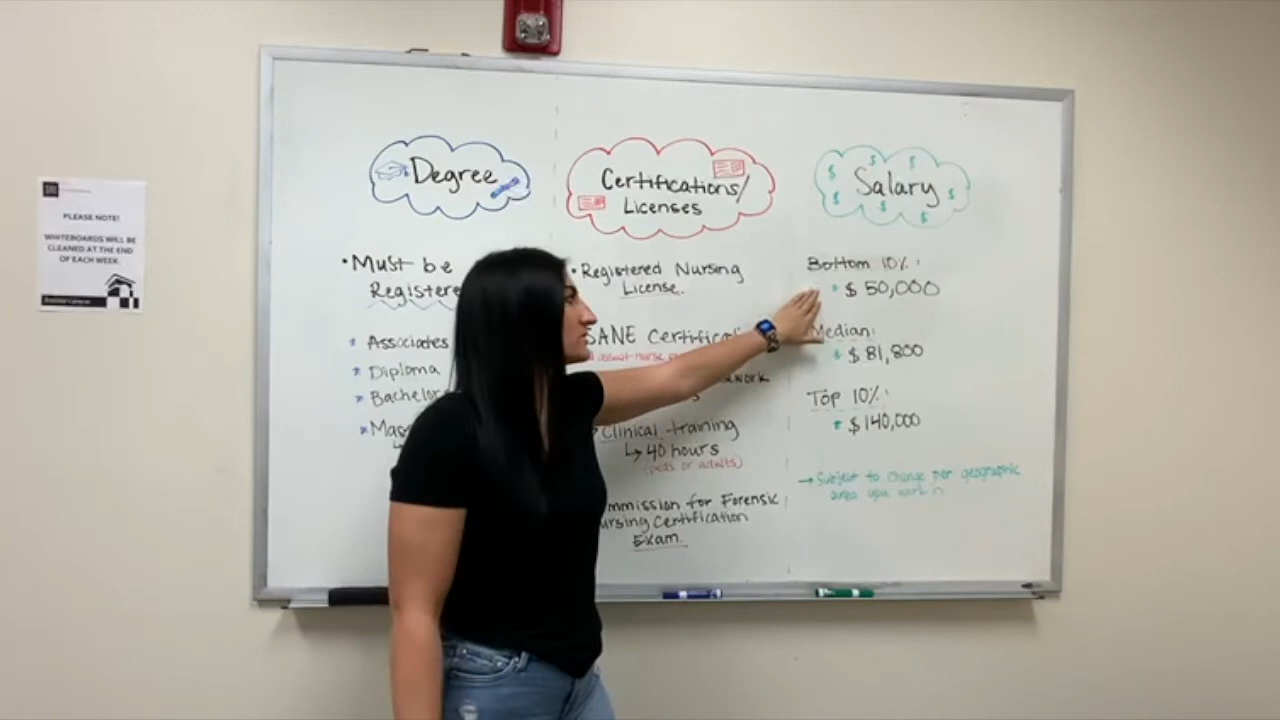 PLEASE NOTE!
WHITEBOARDS WILL BE
CLEANED AT THE END
OF EACH WEEK.
Degree
• Must be
Registere
* Associates
* Diploma
* Bachelor
* Mas
Certifications/
Licenses
• Registered Nursing
License.
SANE Certificati
Clinical training
↳ 40 hours
(peds or adults)
mmission for Forensic
ursing Certification
Exam.
Salary
Bottom 10%:
* $50,000
Median:
* $81,800
Top 10%:
* $140,000
→ Subject to change per geographic
area you work in